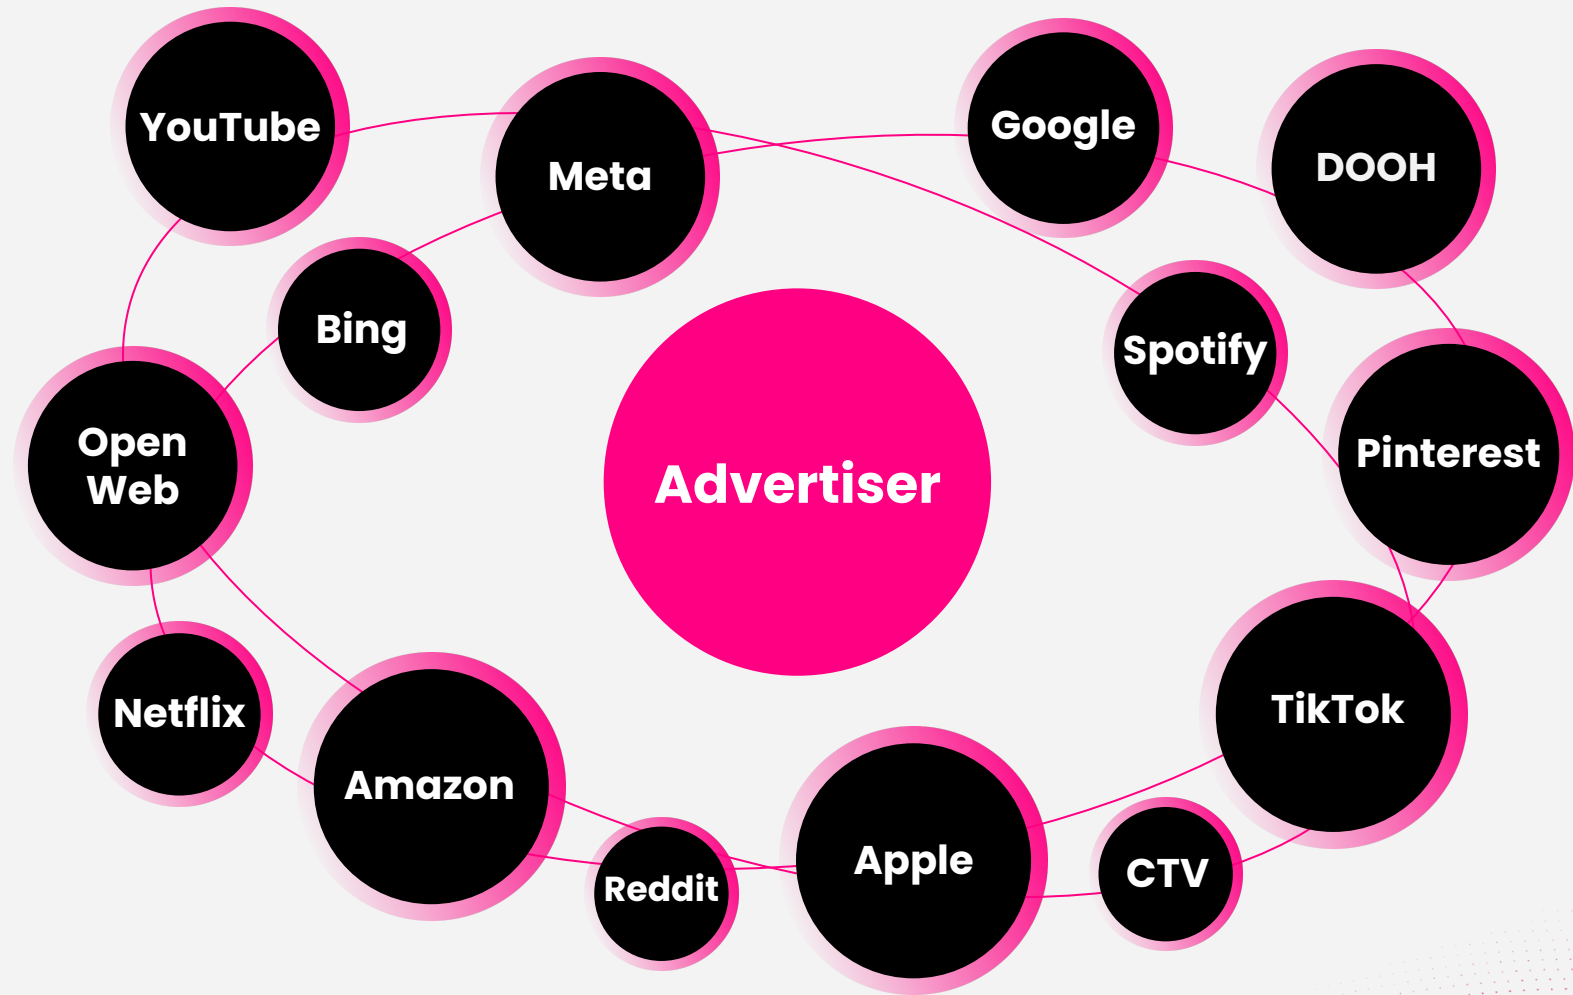 YouTube
Meta
Google
DOOH
Bing
Spotify
Open
Web
Advertiser
Pinterest
Netflix
Amazon
TikTok
Reddit
Apple
CTV